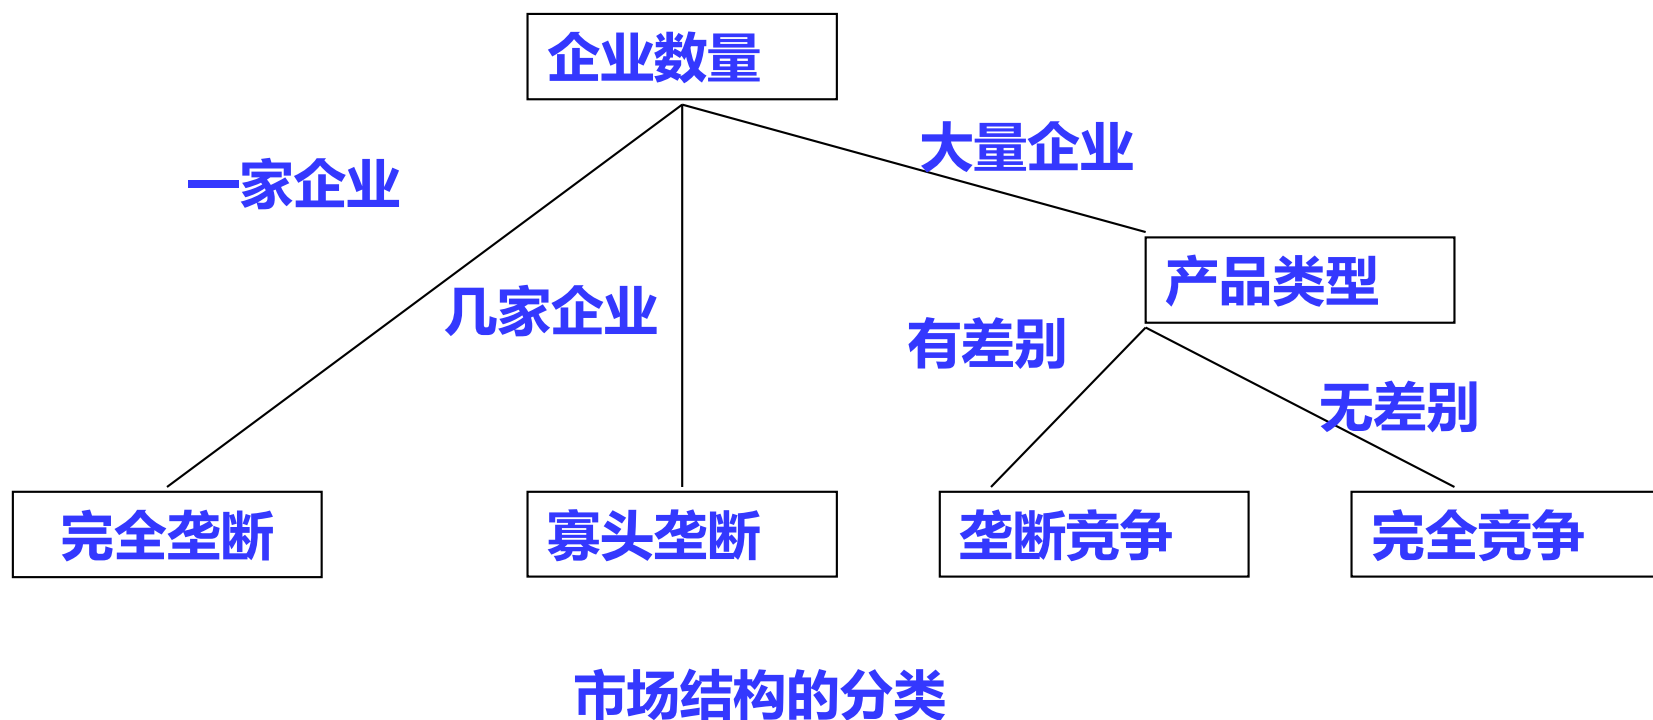 企业数量
大量企业
一家企业
产品类型
几家企业
有差别
无差别
完全垄断
寡头垄断
垄断竞争
完全竞争
市场结构的分类